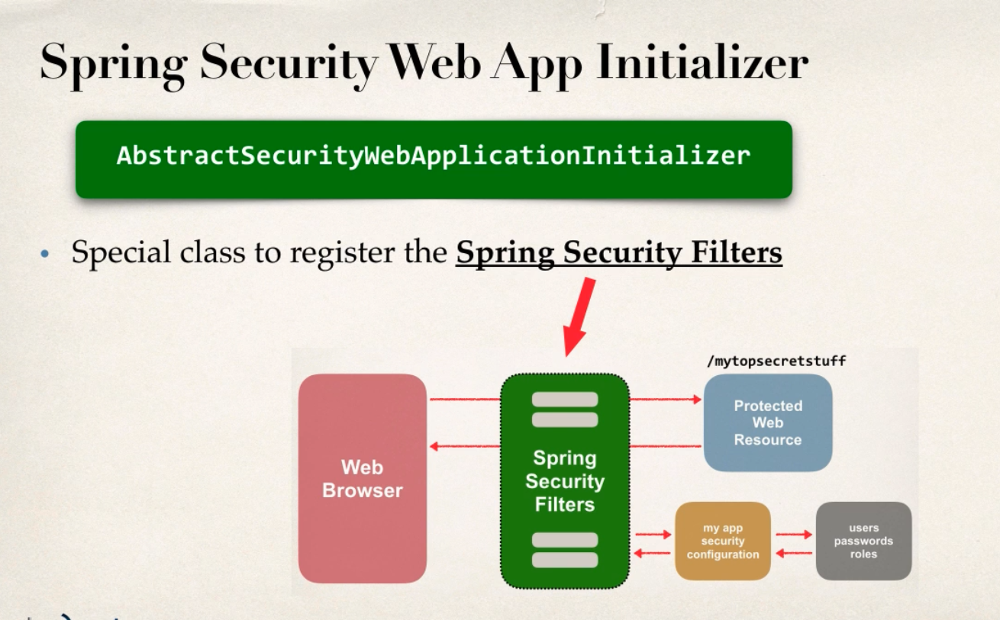 Spring Security Web App Initializer
AbstractSecurityWebApplicationInitializer
• Special class to register the Spring Security Filters
/mytopsecretstuff
Protected
Web
Resource
Web
Browser
Spring
Security
Filters
my app
security
configuration
users
passwords
roles